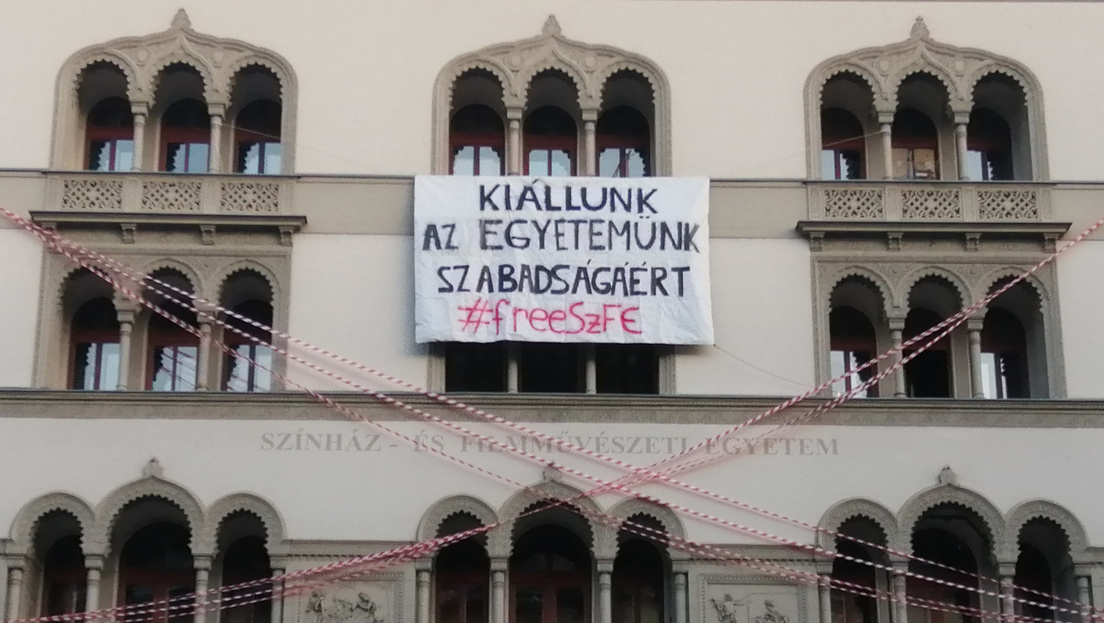 KIÁLLUNK
AZ EGYETEMÜNK
SZABADSÁGÁÉRT
#freeSzFE
SZÍNHÁZ- ÉS FILMMŰVÉSZETI EGYETEM